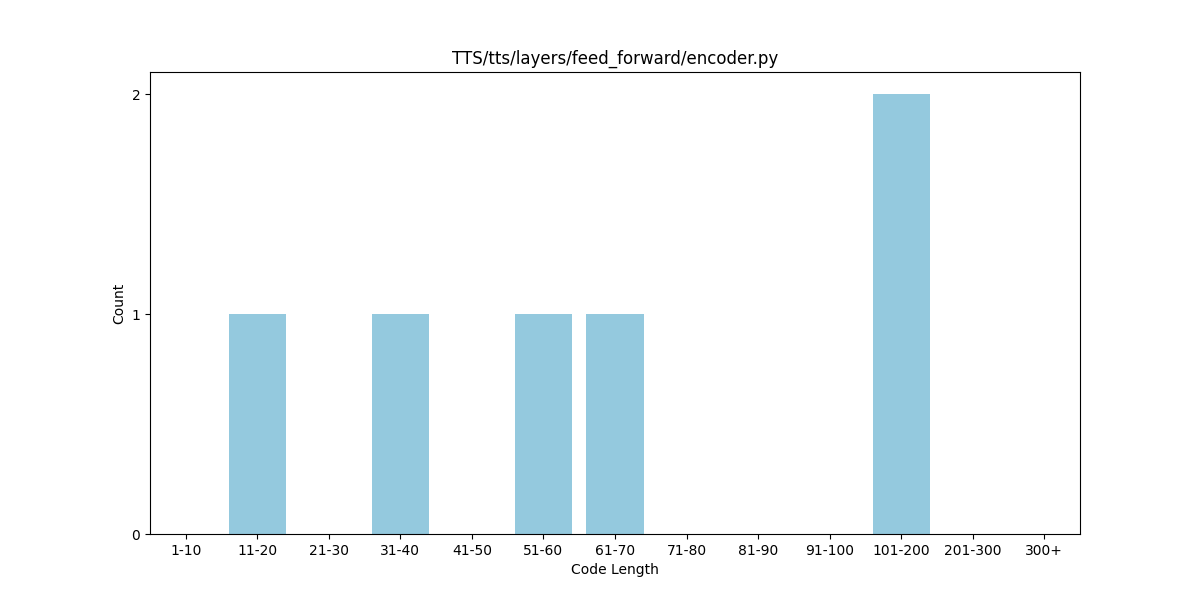 TTS/tts/layers/feed_forward/encoder.py
2
1
0
Count
1-10 11-20 21-30 31-40 41-50 51-60 61-70 71-80 81-90 91-100 101-200 201-300 300+
Code Length